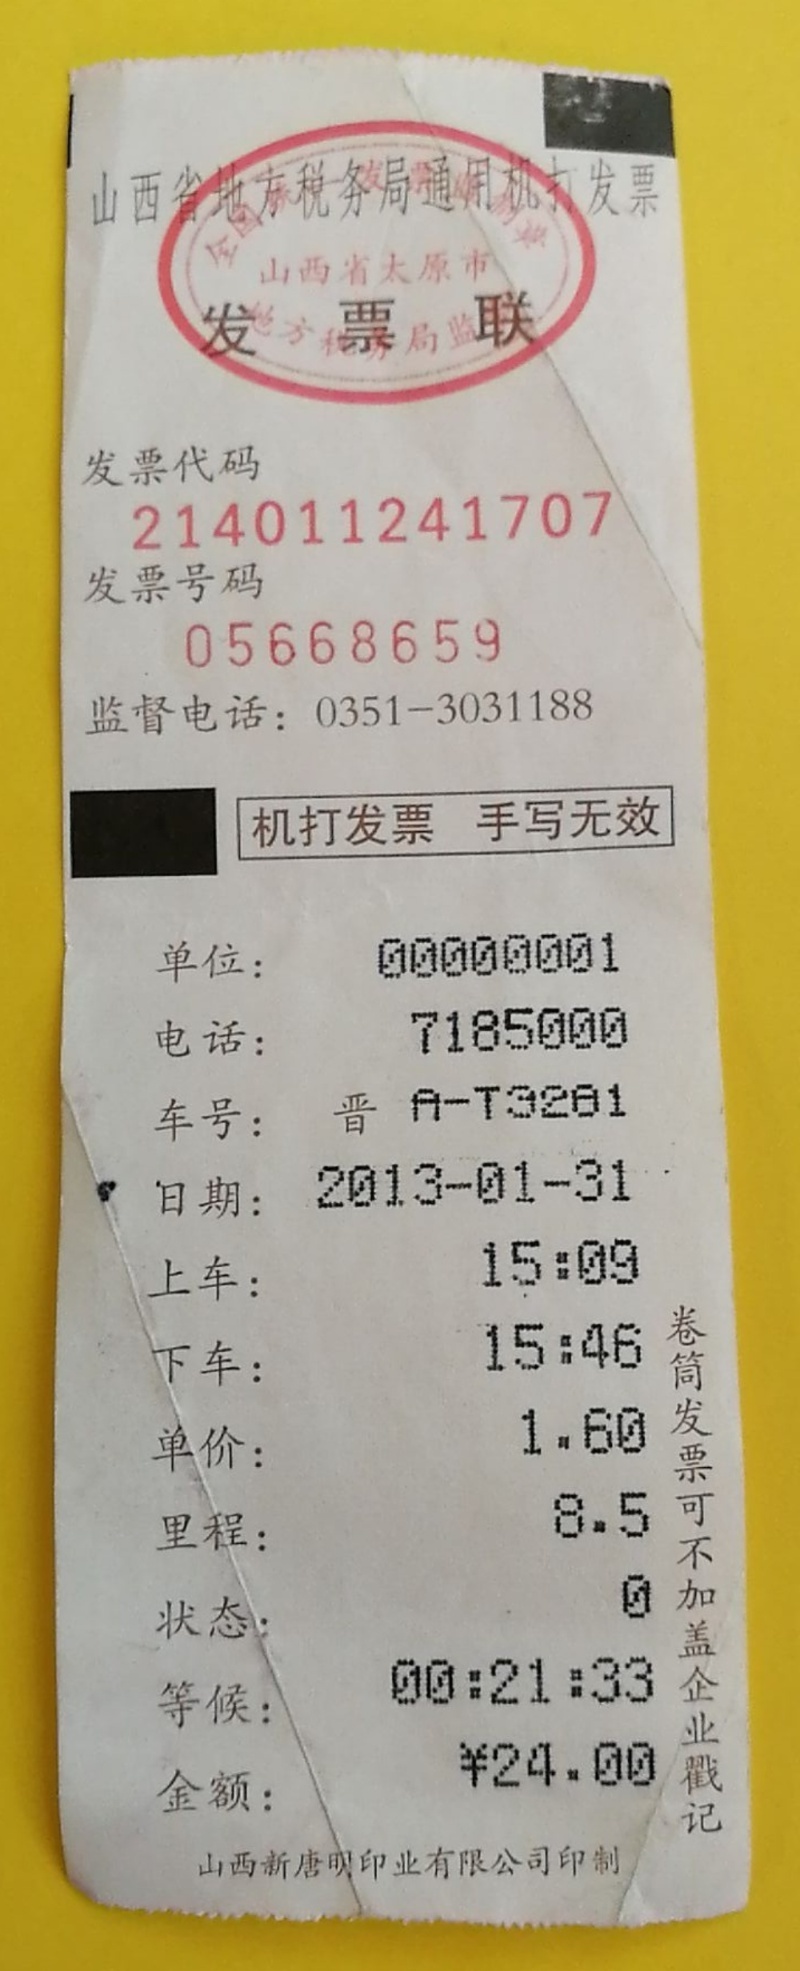 山西省地方税务局通用机打发票
山西省太原市
地方税务局监
发票联
发票代码
214011241707
发票号码
05668659
监督电话：0351-3031188
机打发票 手写无效
单位： 00000001
电话： 7185000
车号： 晋 A-T3281
日期： 2013-01-31
上车： 15:09
下车： 15:46
单价： 1.60
里程： 8.5
状态： 0
等候： 00:21:33
金额： ¥24.00
卷筒发票可不加盖企业戳记
山西新唐明印业有限公司印制